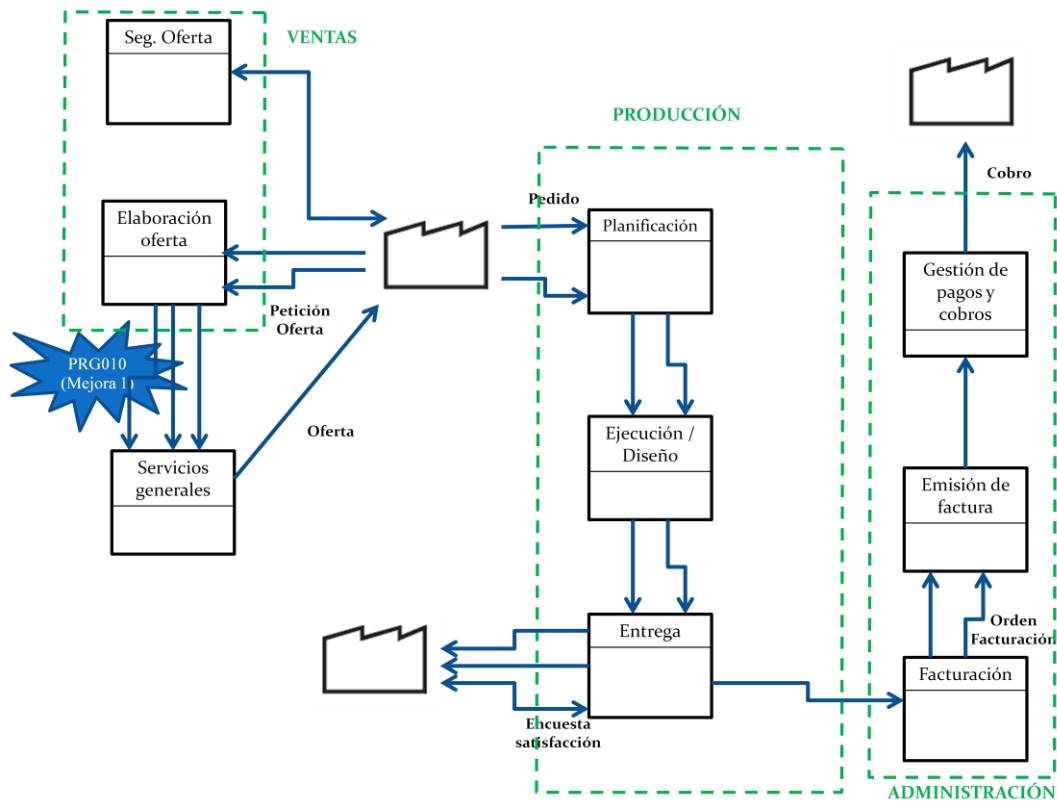 VENTAS
Seg. Oferta
PRODUCCIÓN
Cobro
Elaboración
oferta
Pedido
Planificación
Gestión de
pagos y
cobros
Petición
Oferta
PRG010
(Mejora 1)
Oferta
Ejecución /
Diseño
Servicios
generales
Emisión de
factura
Entrega
Orden
Facturación
Facturación
Encuesta
satisfacción
ADMINISTRACIÓN